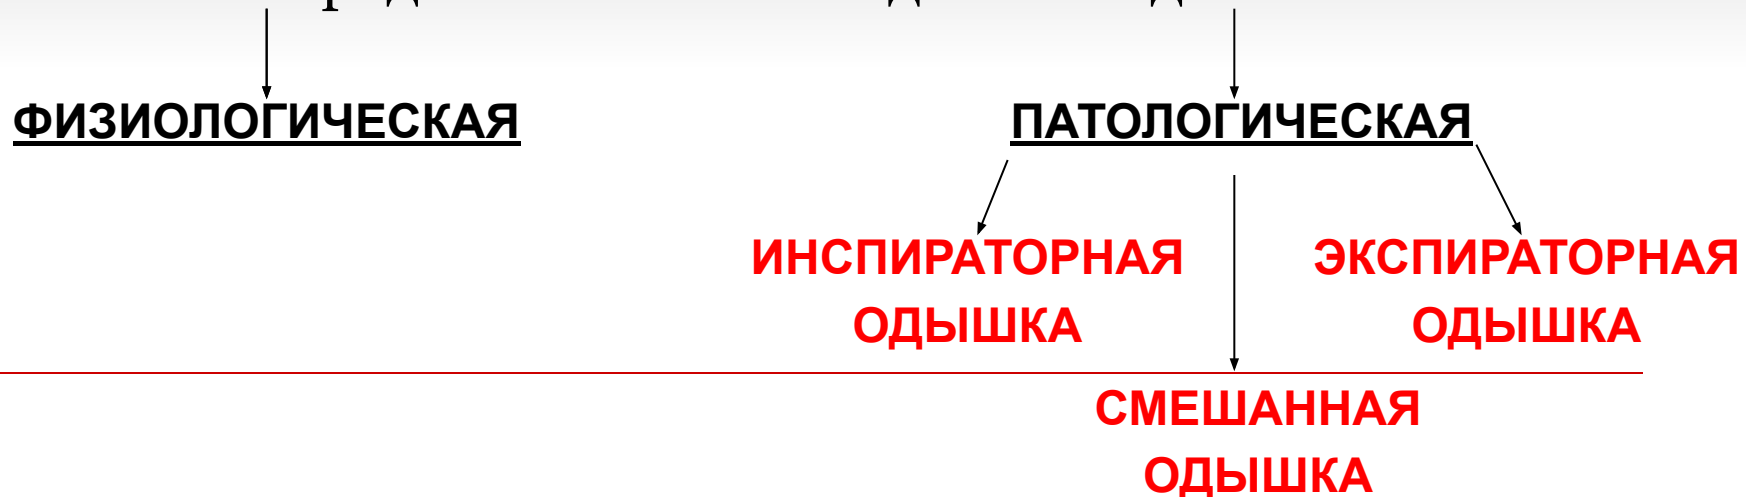 ФИЗИОЛОГИЧЕСКАЯ ПАТОЛОГИЧЕСКАЯ
ИНСПИРАТОРНАЯ ЭКСПИРАТОРНАЯ
ОДЫШКА ОДЫШКА
СМЕШАННАЯ
ОДЫШКА